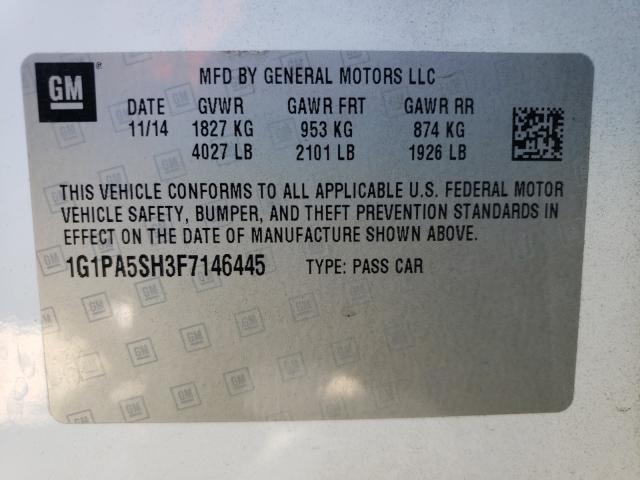 GM ®
MFD BY GENERAL MOTORS LLC
DATE GVWR GAWR FRT GAWR RR
11/14 1827 KG 953 KG 874 KG
4027 LB 2101 LB 1926 LB
THIS VEHICLE CONFORMS TO ALL APPLICABLE U.S. FEDERAL MOTOR
VEHICLE SAFETY, BUMPER, AND THEFT PREVENTION STANDARDS IN
EFFECT ON THE DATE OF MANUFACTURE SHOWN ABOVE.
1G1PA5SH3F7146445 TYPE: PASS CAR